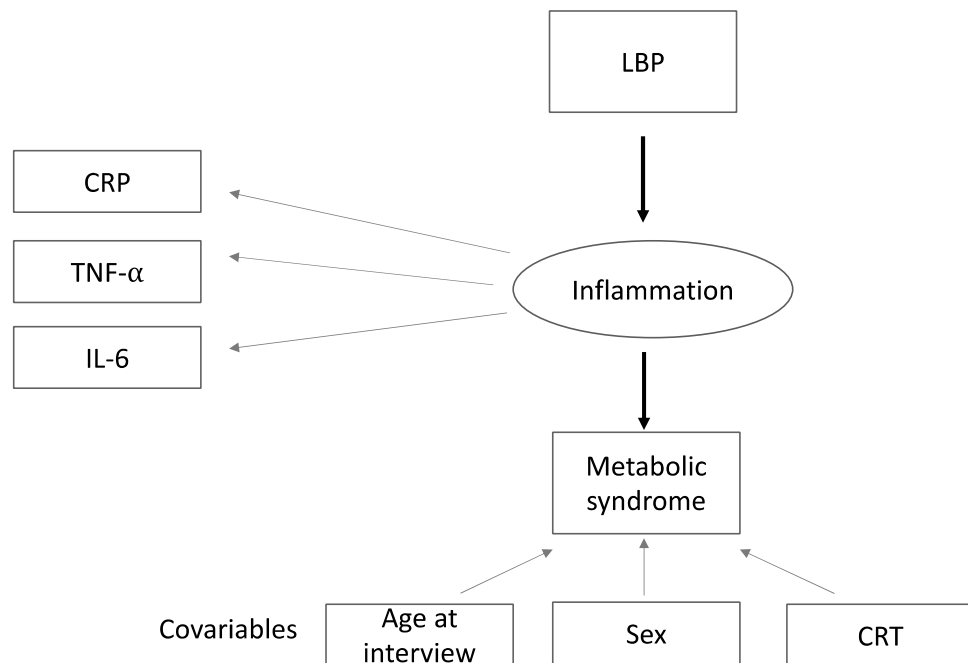 LBP
CRP
TNF-α
IL-6
Inflammation
Metabolic
syndrome
Covariables
Age at
interview
Sex
CRT